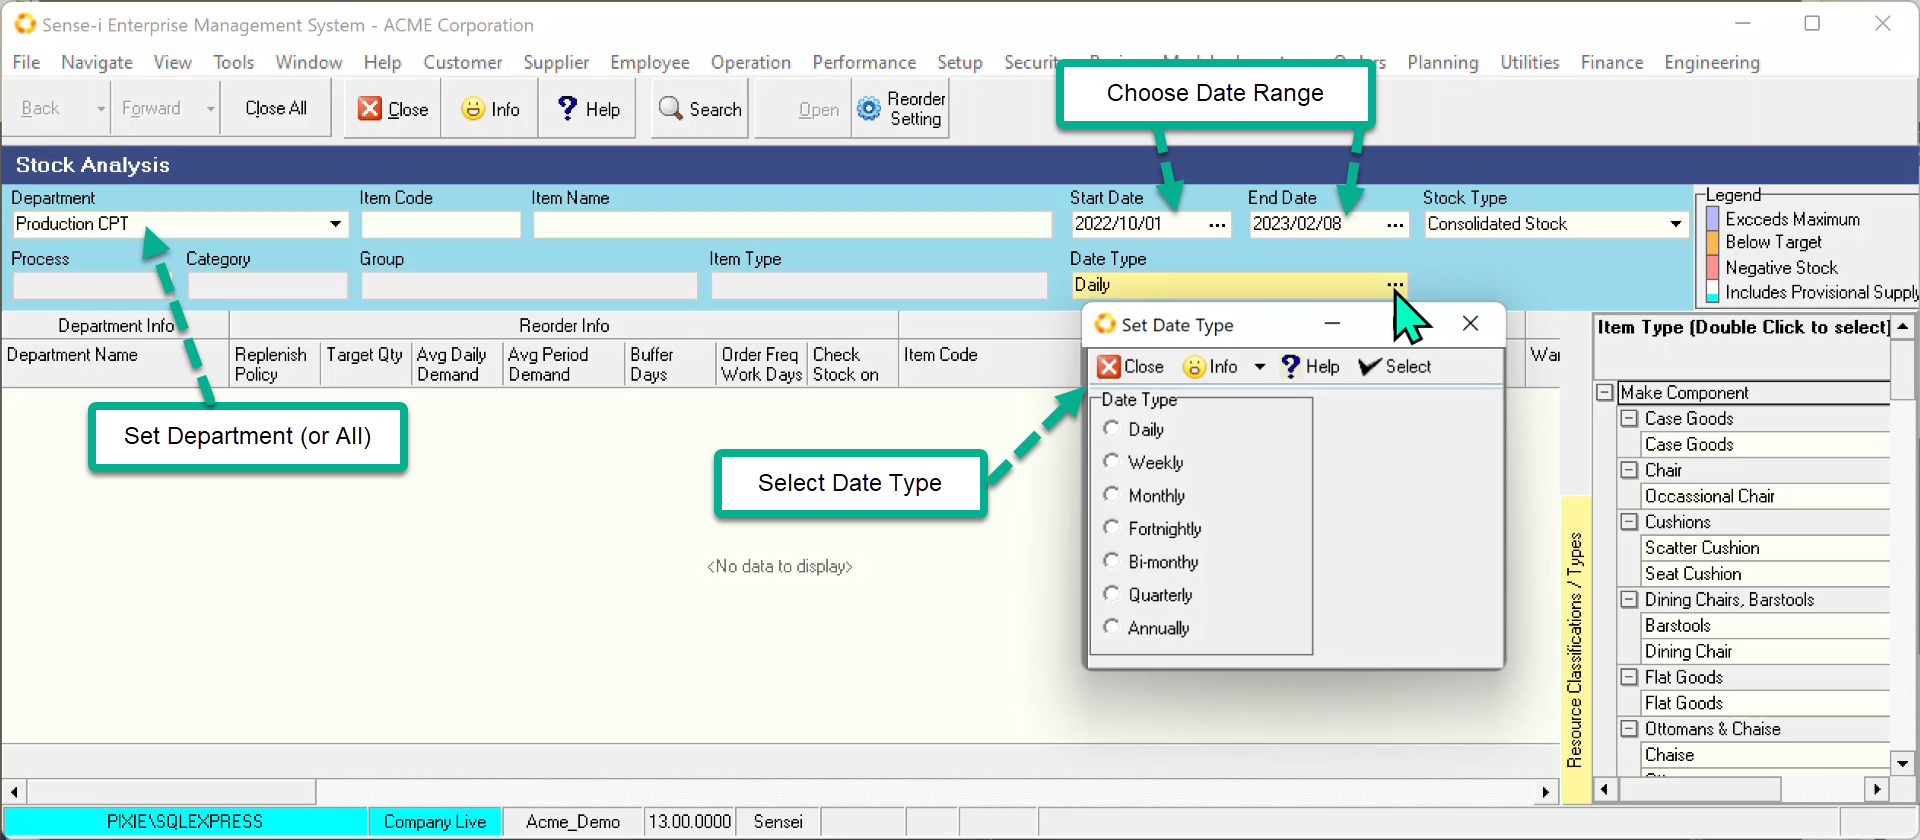 Sense-i Enterprise Management System - ACME Corporation
File Navigate View Tools Window Help Customer Supplier Employee Operation Performance Setup Planning Utilities Finance Engineering
Back Forward Close All Close Info Help Search Open Reorder Setting
Choose Date Range
Stock Analysis
Department Item Code Item Name Start Date End Date Stock Type
Production CPT 2022/10/01 ... 2023/02/08 ... Consolidated Stock
Process Category Group Item Type Date Type
Daily ...
Legend
Exceeds Maximum
Below Target
Negative Stock
Includes Provisional Supply
Department Info Reorder Info
Department Name Replenish Policy Target Qty Avg Daily Demand Avg Period Demand Buffer Days Order Freq Work Days Check Stock on Item Code
Set Department (or All)
Select Date Type
<No data to display>
Set Date Type
Close Info Help Select
Date Type
Daily
Weekly
Monthly
Fortnightly
Bi-monthy
Quarterly
Annually
Resource Classifications / Types
Item Type (Double Click to select)
Make Component
Case Goods
Case Goods
Chair
Occassional Chair
Cushions
Scatter Cushion
Seat Cushion
Dining Chairs, Barstools
Barstools
Dining Chair
Flat Goods
Flat Goods
Ottomans & Chaise
Chaise
PIXIE\SQLEXPRESS Company Live Acme_Demo 13.00.0000 Sensei